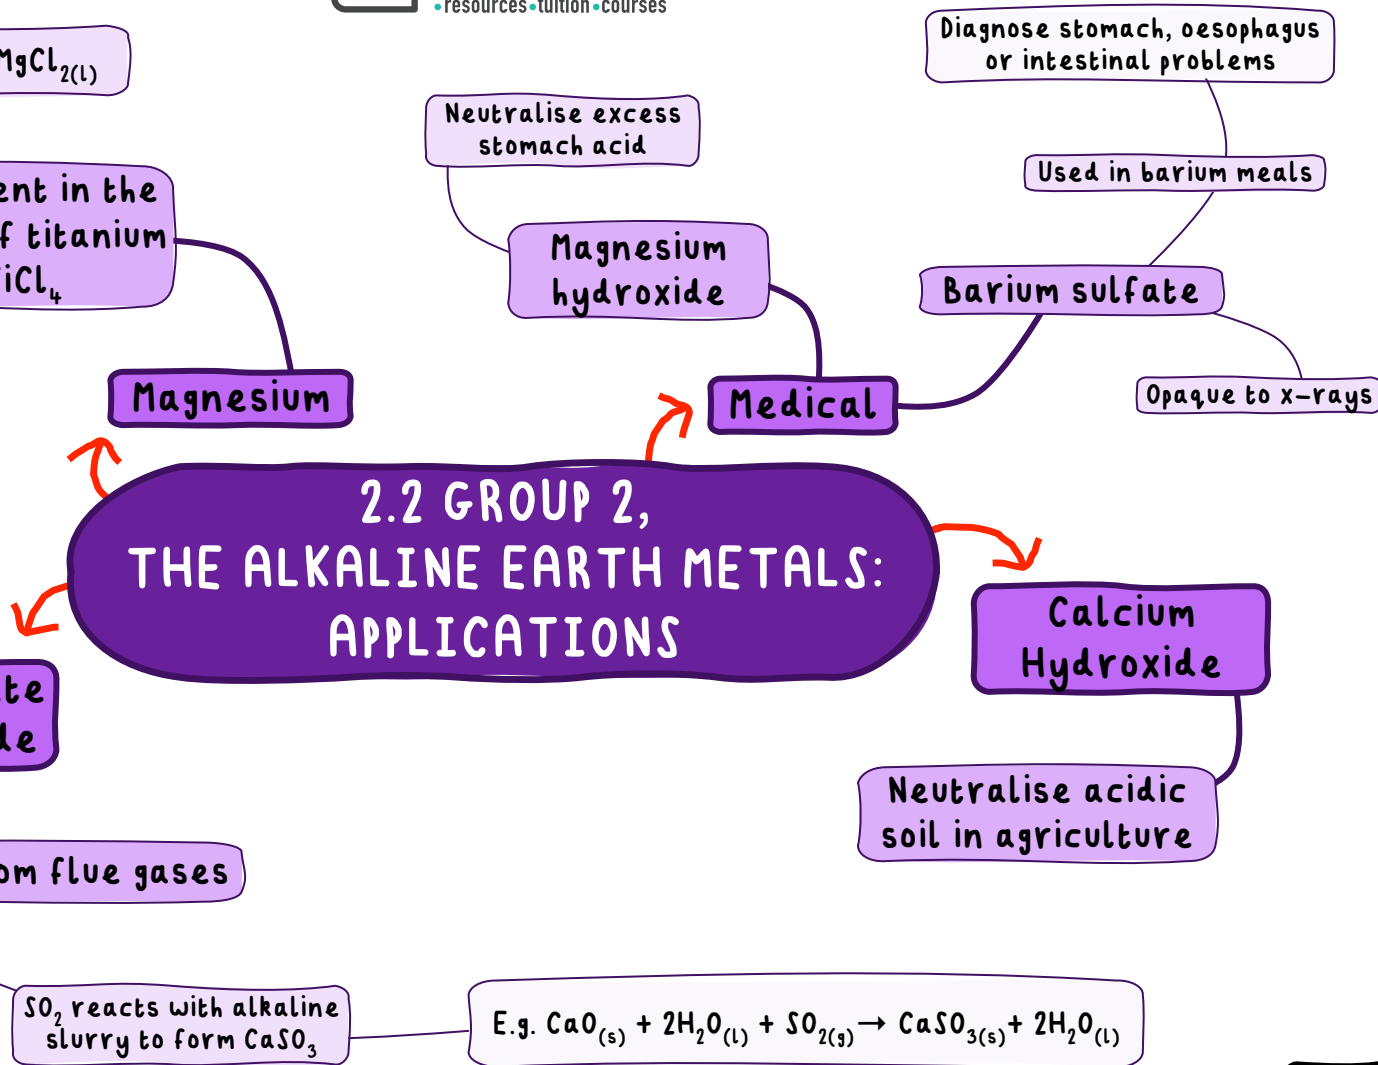 •resources•tuition•courses
MgCl₂(l)
Diagnose stomach, oesophagus
or intestinal problems
Neutralise excess
stomach acid
Used in barium meals
ent in the
f titanium
iCl₄
Magnesium
hydroxide
Barium sulfate
Magnesium
Medical
Opaque to x-rays
2.2 GROUP 2,
THE ALKALINE EARTH METALS:
APPLICATIONS
Calcium
Hydroxide
te
de
Neutralise acidic
soil in agriculture
om flue gases
SO₂ reacts with alkaline
slurry to form CaSO₃
E.g. CaO(s) + 2H₂O(l) + SO₂(g) → CaSO₃(s) + 2H₂O(l)